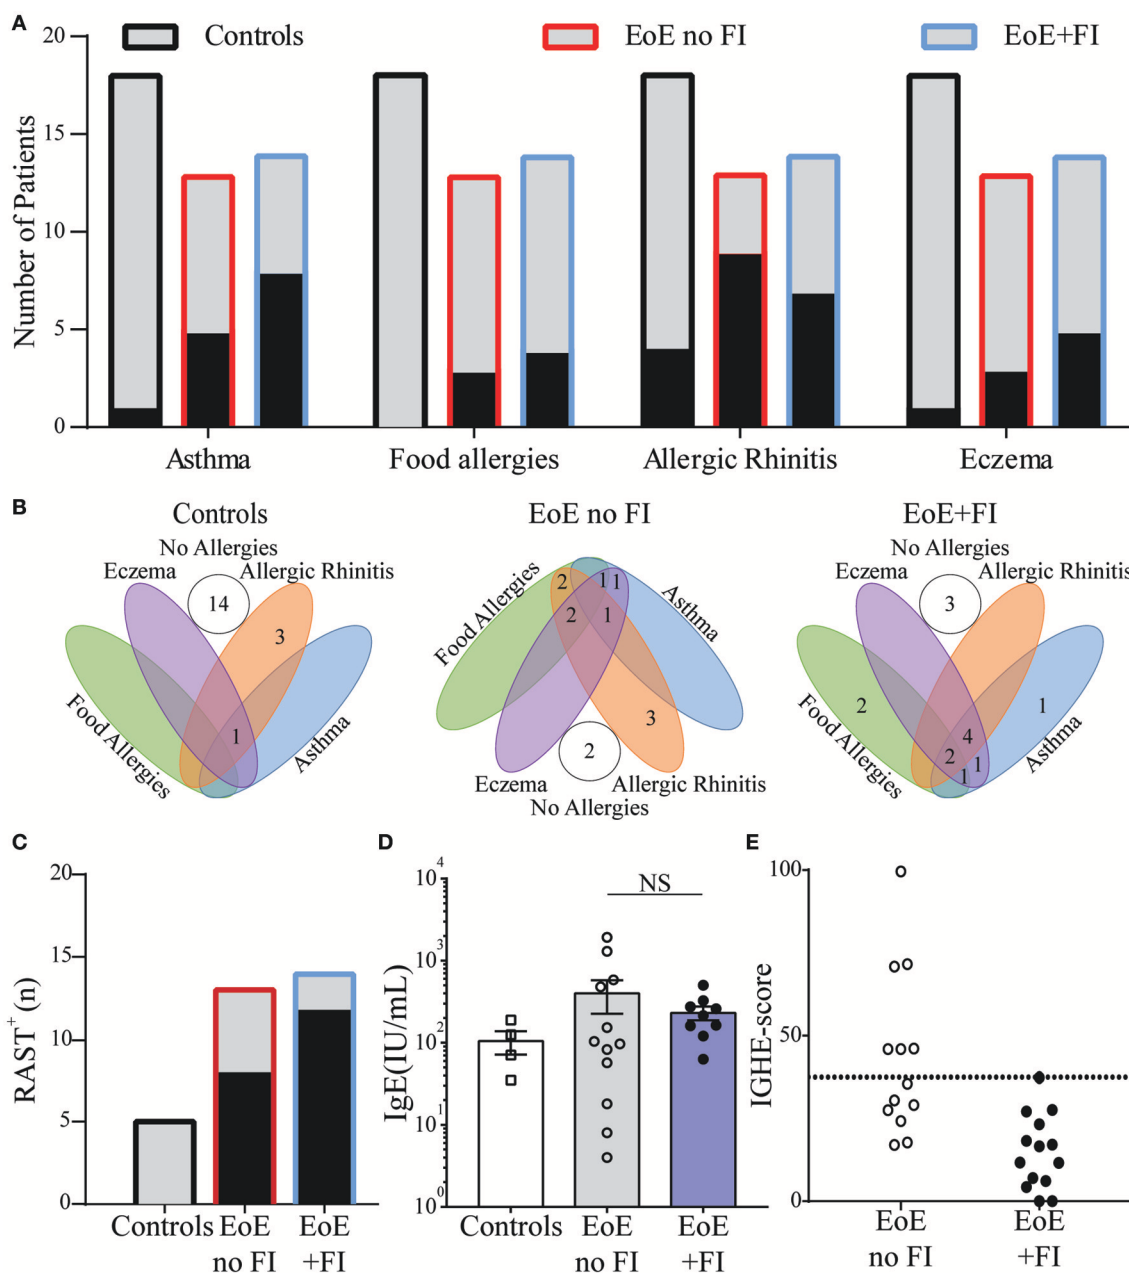 A
Controls
EoE no FI
EoE+FI
Number of Patients
20
15
10
5
0
Asthma
Food allergies
Allergic Rhinitis
Eczema
B
Controls
No Allergies
Eczema
Allergic Rhinitis
14
3
1
Food Allergies
Asthma
EoE no FI
Food Allergies
Asthma
2
1
1
2
1
3
2
Eczema
Allergic Rhinitis
No Allergies
EoE+FI
No Allergies
Eczema
Allergic Rhinitis
3
2
1
4
2
1
1
Food Allergies
Asthma
C
RAST+ (n)
20
15
10
5
0
Controls
EoE
no FI
EoE
+FI
D
IgE(IU/mL)
10^4
10^3
10^2
10^1
10^0
NS
Controls
EoE
no FI
EoE
+FI
E
IGHE-score
100
50
0
EoE
no FI
EoE
+FI